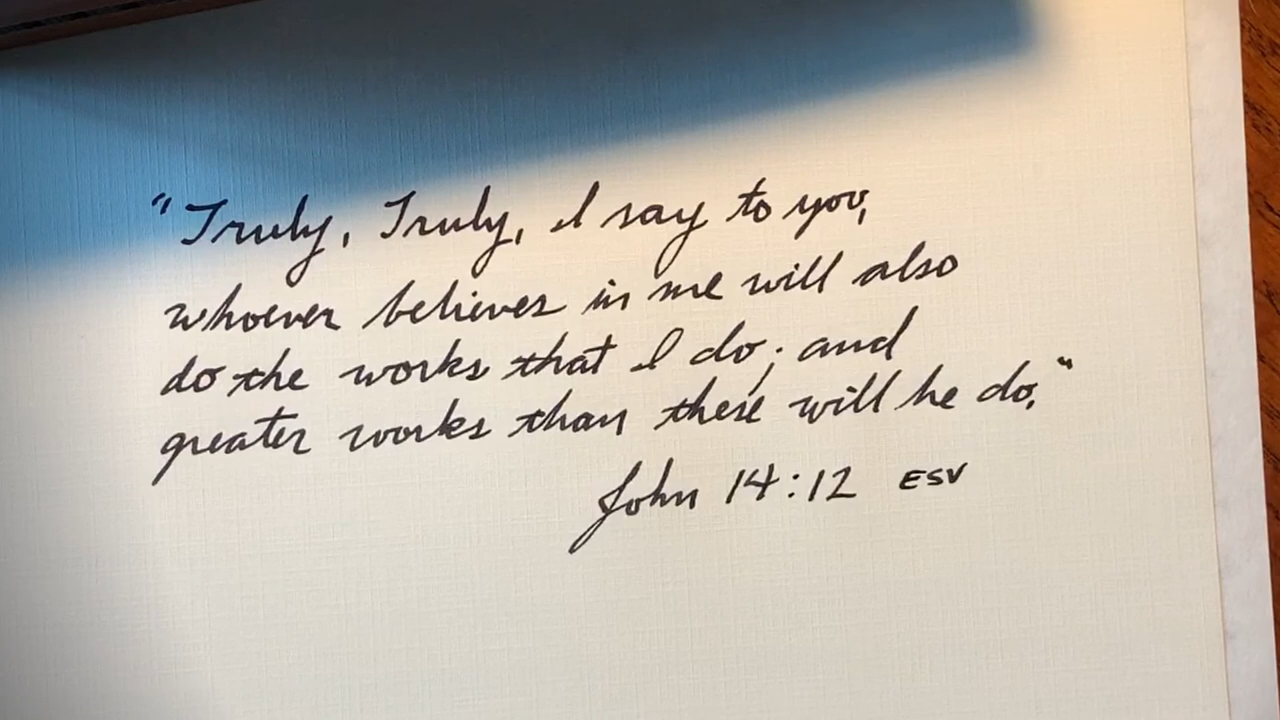 "Truly, Truly, I say to you,
whoever believes in me will also
do the works that I do; and
greater works than these will he do,"
John 14:12 ESV